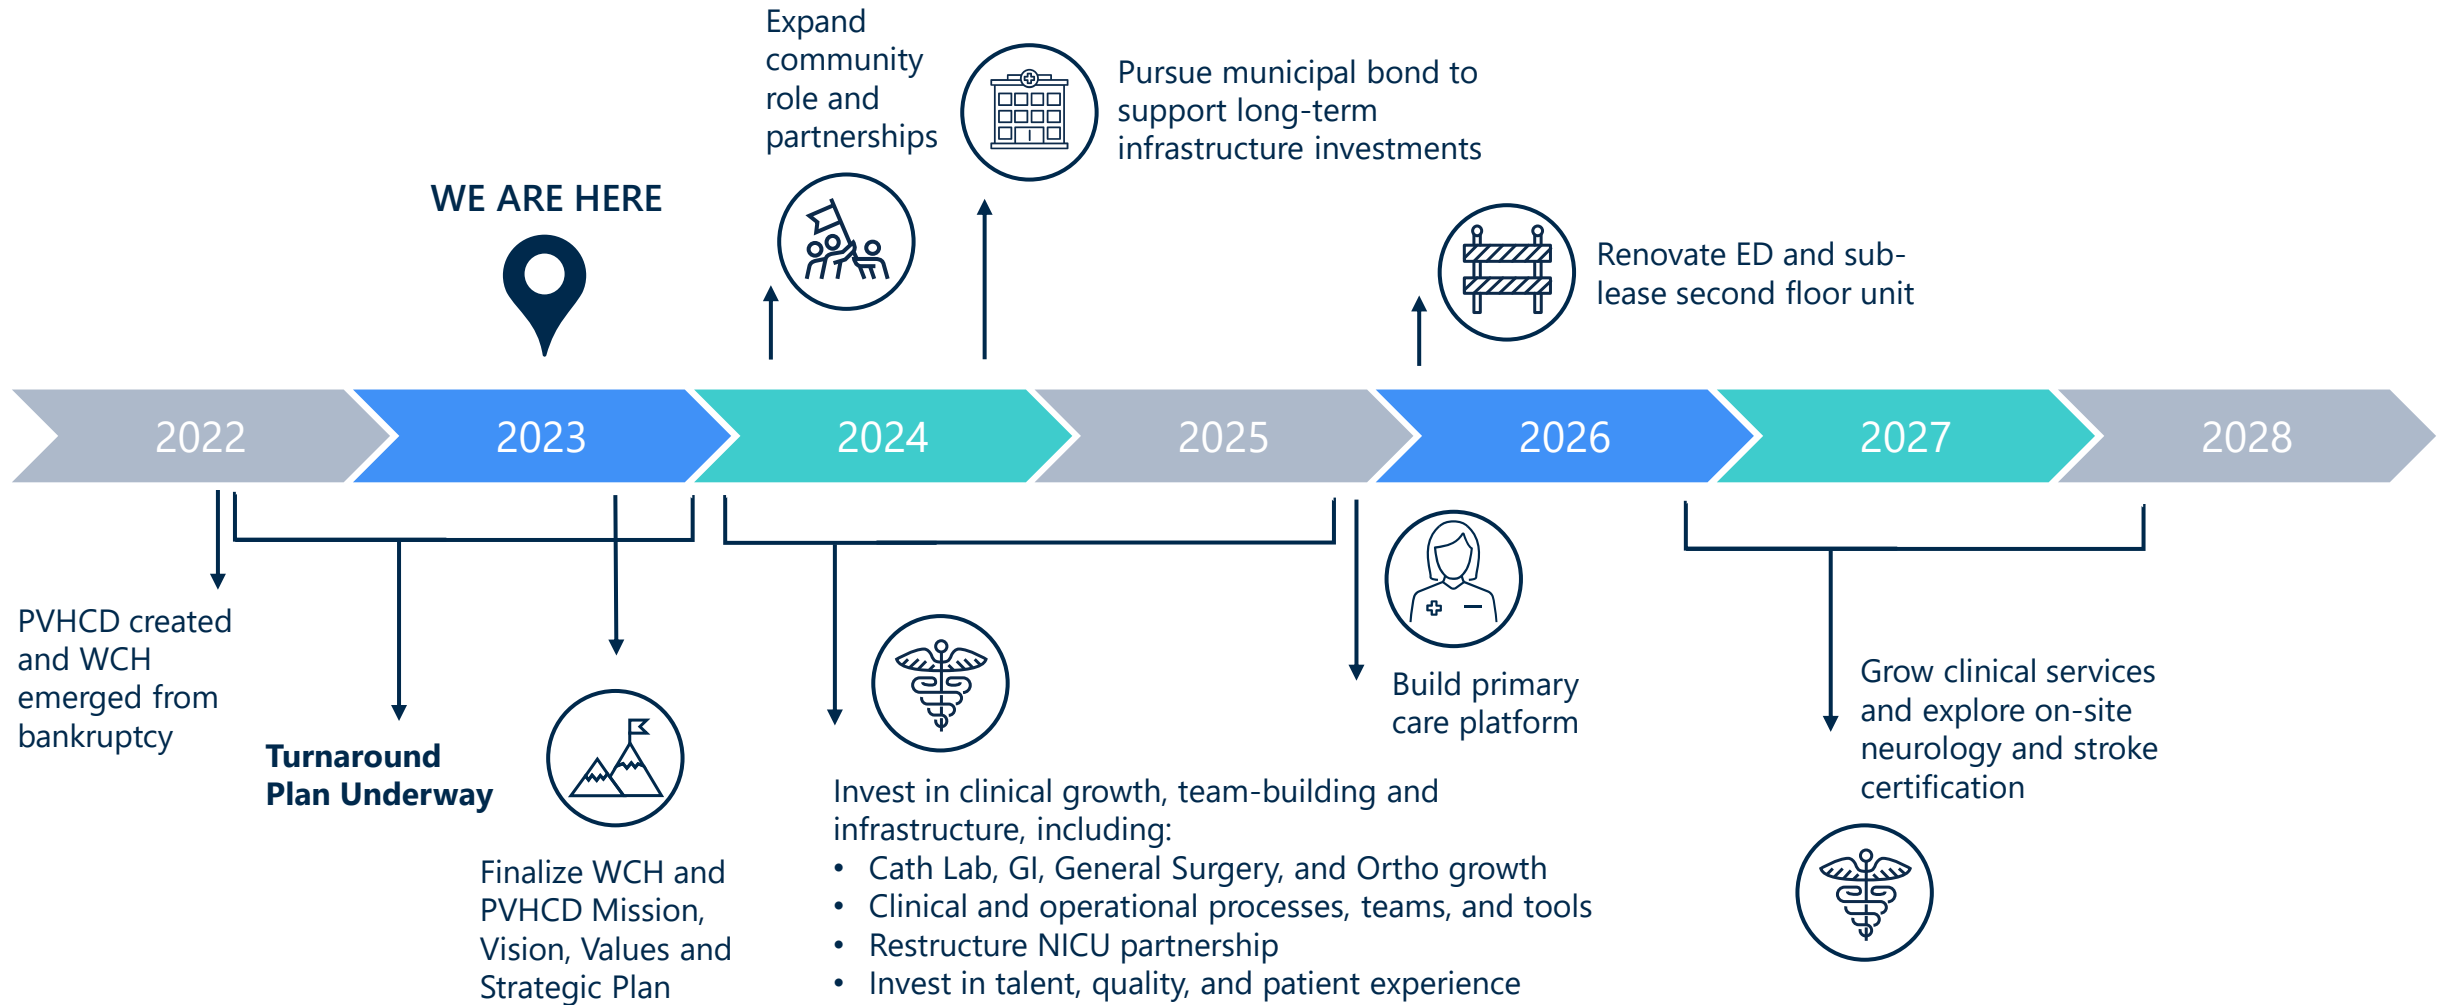 Expand
community
role and
partnerships
Pursue municipal bond to
support long-term
infrastructure investments
WE ARE HERE
Renovate ED and sub-
lease second floor unit
2022
2023
2024
2025
2026
2027
2028
PVHCD created
and WCH
emerged from
bankruptcy
Turnaround
Plan Underway
Finalize WCH and
PVHCD Mission,
Vision, Values and
Strategic Plan
Invest in clinical growth, team-building and
infrastructure, including:
• Cath Lab, GI, General Surgery, and Ortho growth
• Clinical and operational processes, teams, and tools
• Restructure NICU partnership
• Invest in talent, quality, and patient experience
Build primary
care platform
Grow clinical services
and explore on-site
neurology and stroke
certification